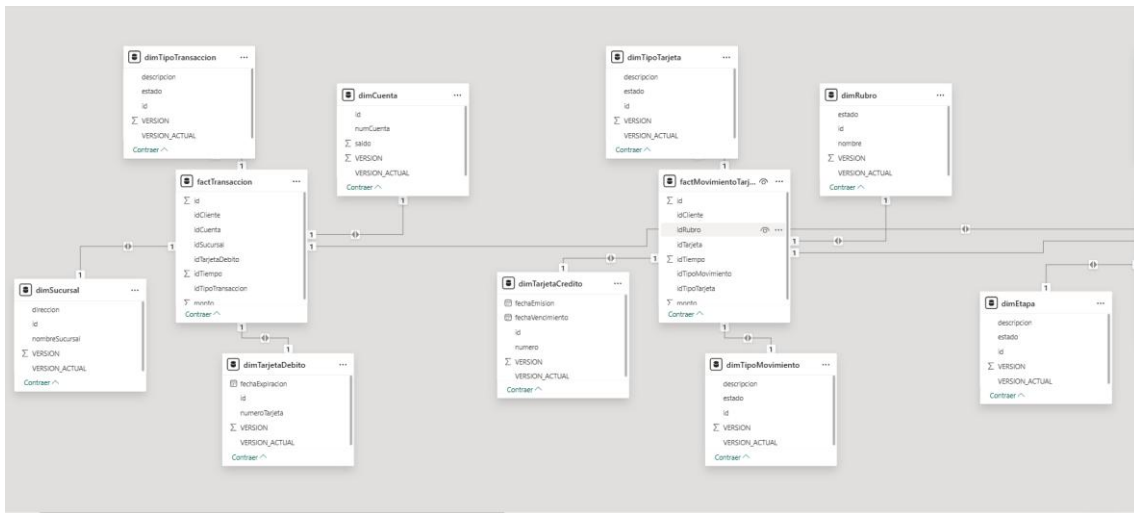 dimTipoTransaccion
descripcion
estado
id
VERSION
VERSION_ACTUAL
Contraer
dimCuenta
id
numCuenta
saldo
VERSION
VERSION_ACTUAL
Contraer
factTransaccion
id
idCliente
idCuenta
idSucursal
idTarjetaDebito
idTiempo
idTipoTransaccion
monto
Contraer
dimSucursal
direccion
id
nombreSucursal
VERSION
VERSION_ACTUAL
Contraer
dimTarjetaDebito
fechaExpiracion
id
numeroTarjeta
VERSION
VERSION_ACTUAL
Contraer
dimTipoTarjeta
descripcion
estado
id
VERSION
VERSION_ACTUAL
Contraer
dimRubro
estado
id
nombre
VERSION
VERSION_ACTUAL
Contraer
factMovimientoTarj...
id
idCliente
idRubro
idTarjeta
idTiempo
idTipoMovimiento
idTipoTarjeta
monto
Contraer
dimTarjetaCredito
fechaEmision
fechaVencimiento
id
numero
VERSION
VERSION_ACTUAL
Contraer
dimTipoMovimiento
descripcion
estado
id
VERSION
VERSION_ACTUAL
Contraer
dimEtapa
descripcion
estado
id
VERSION
VERSION_ACTUAL
Contraer